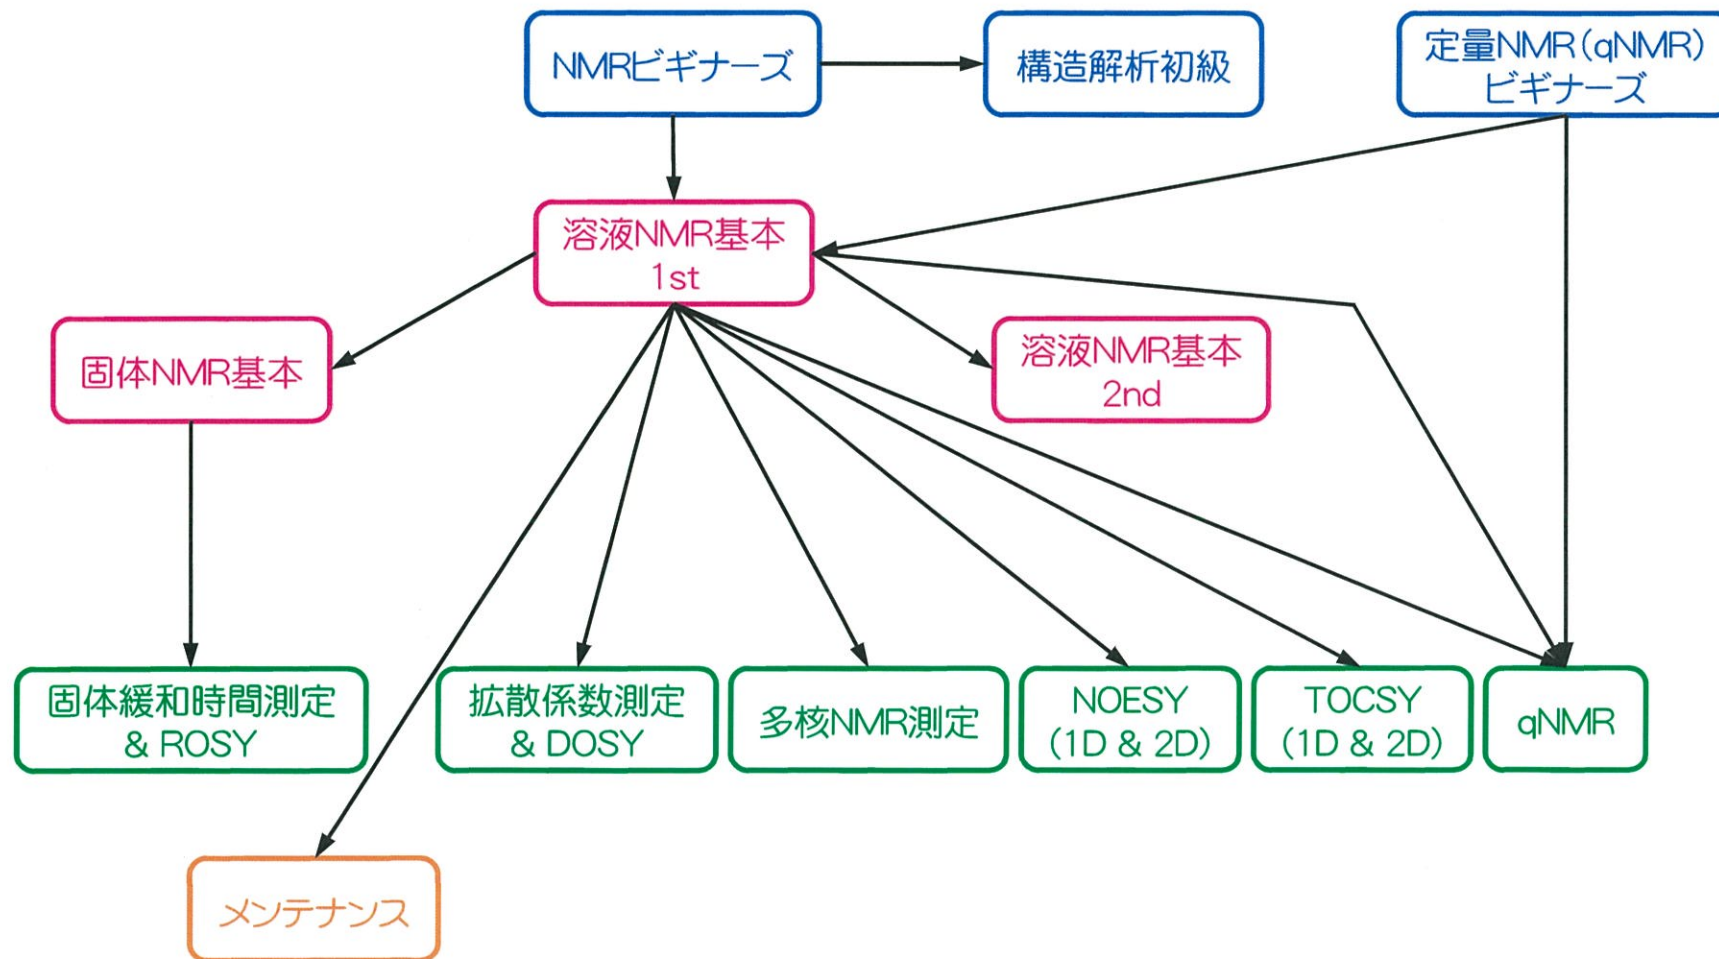 NMRビギナーズ
構造解析初級
定量NMR(qNMR)
ビギナーズ
溶液NMR基本
1st
固体NMR基本
溶液NMR基本
2nd
固体緩和時間測定
& ROSY
拡散係数測定
& DOSY
多核NMR測定
NOESY
(1D & 2D)
TOCSY
(1D & 2D)
qNMR
メンテナンス